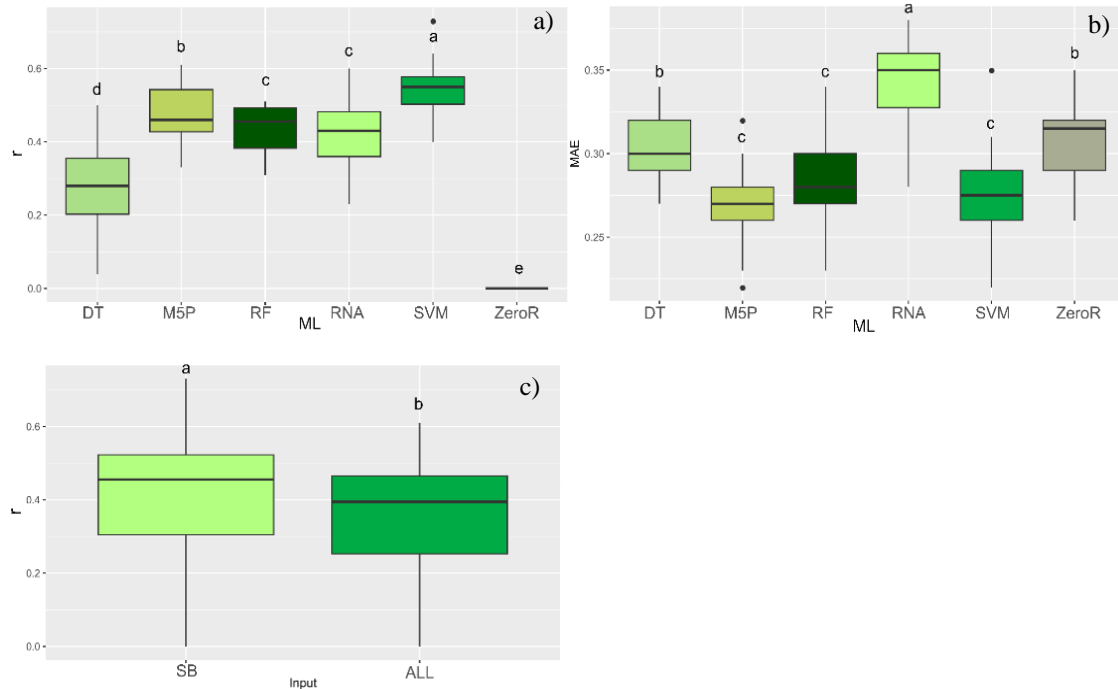 a)
r
0.6
0.4
0.2
0.0
d
b
c
c
a
e
DT M5P RF RNA SVM ZeroR
ML
b)
MAE
0.35
0.30
0.25
b
c
c
a
c
b
DT M5P RF RNA SVM ZeroR
ML
c)
r
0.6
0.4
0.2
0.0
a
b
SB ALL
Input